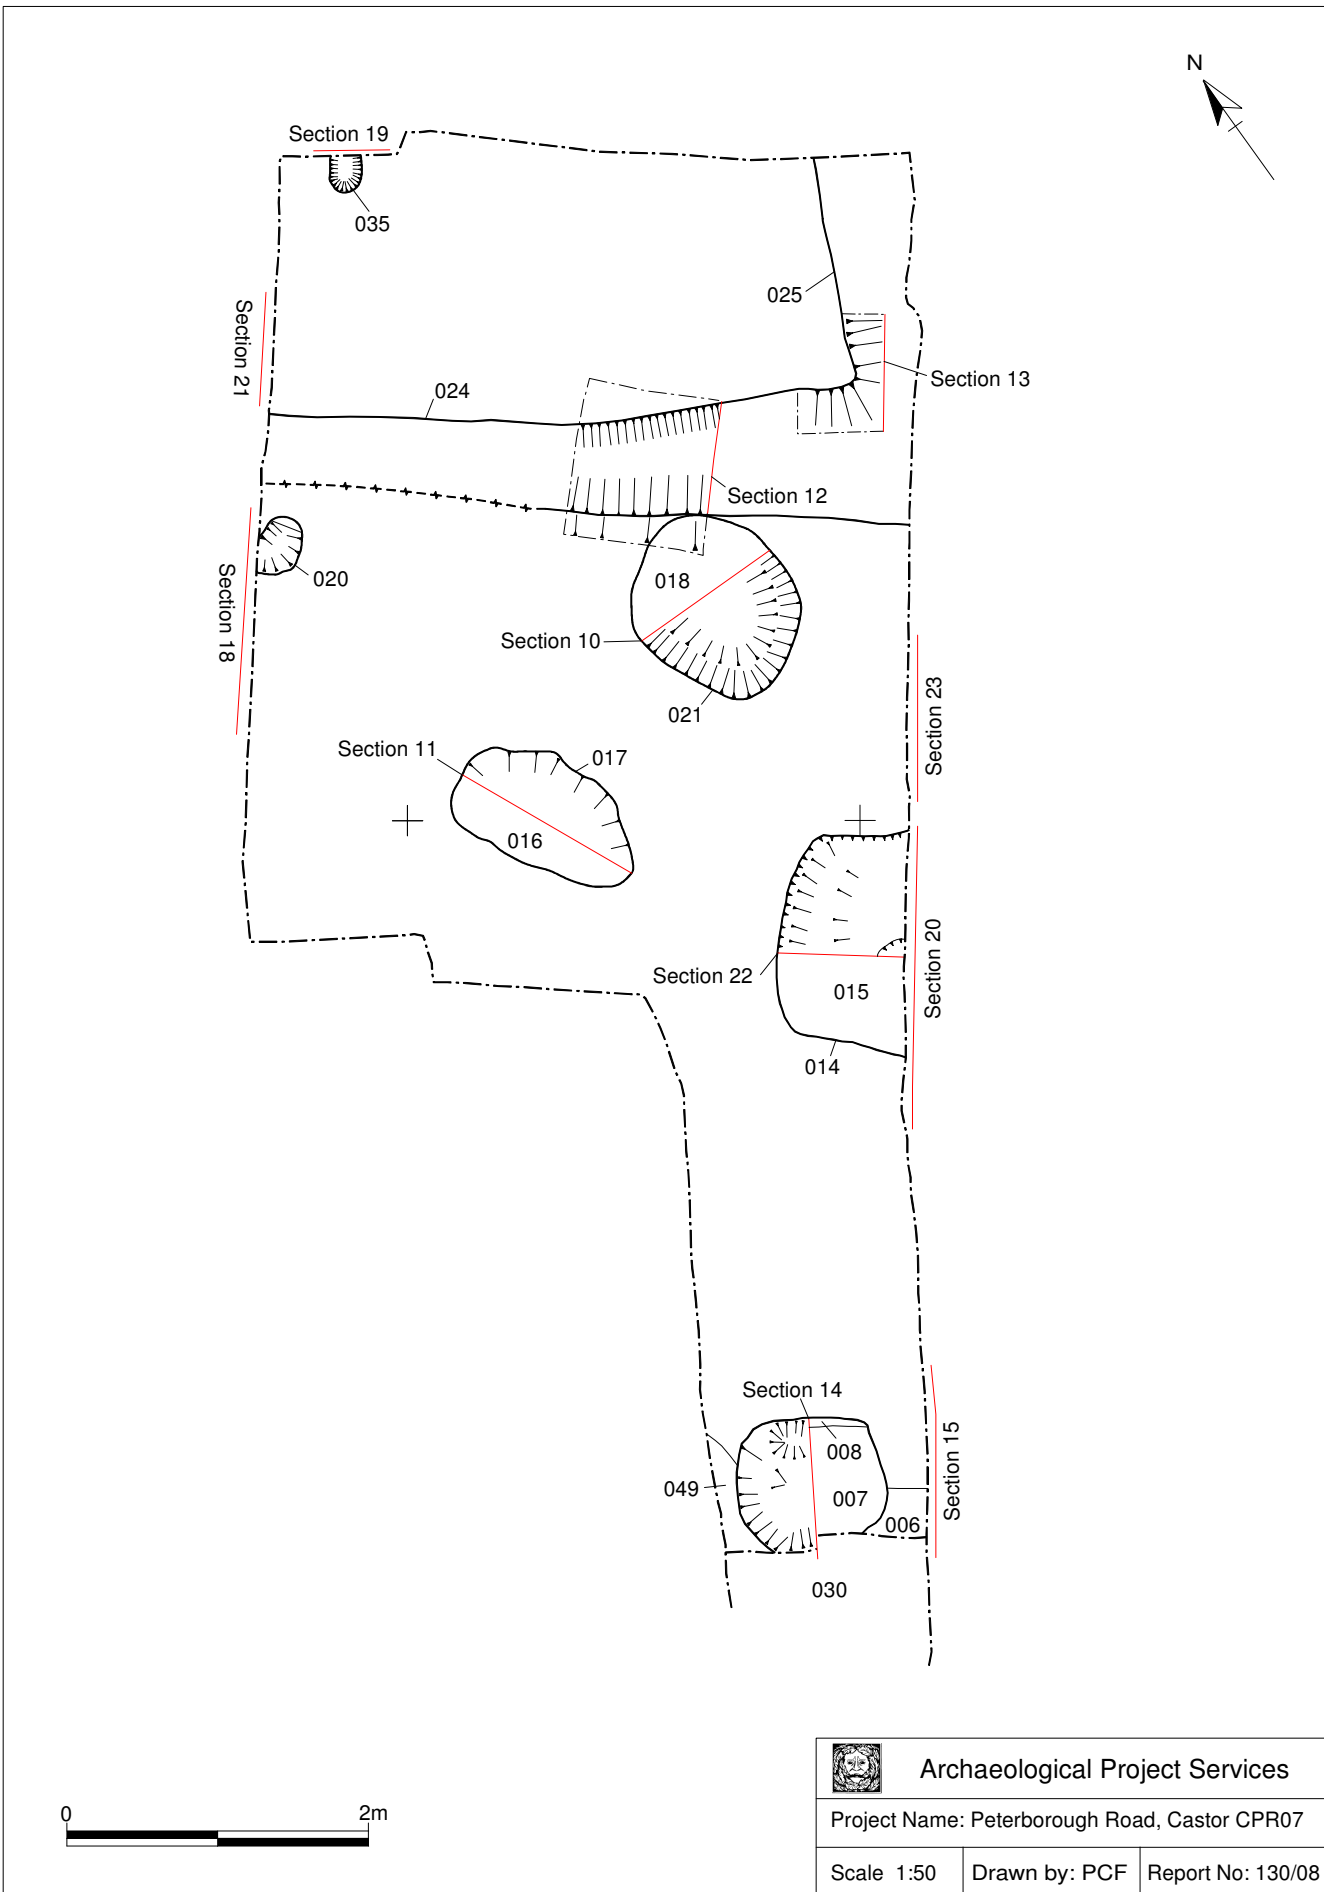 N
Section 19
035
Section 21
025
Section 13
024
Section 12
020
018
Section 18
Section 10
021
Section 23
Section 11
017
016
Section 22
015
Section 20
014
Section 14
008
049
007
Section 15
006
030
0 2m
Archaeological Project Services
Project Name: Peterborough Road, Castor CPR07
Scale 1:50 Drawn by: PCF Report No: 130/08